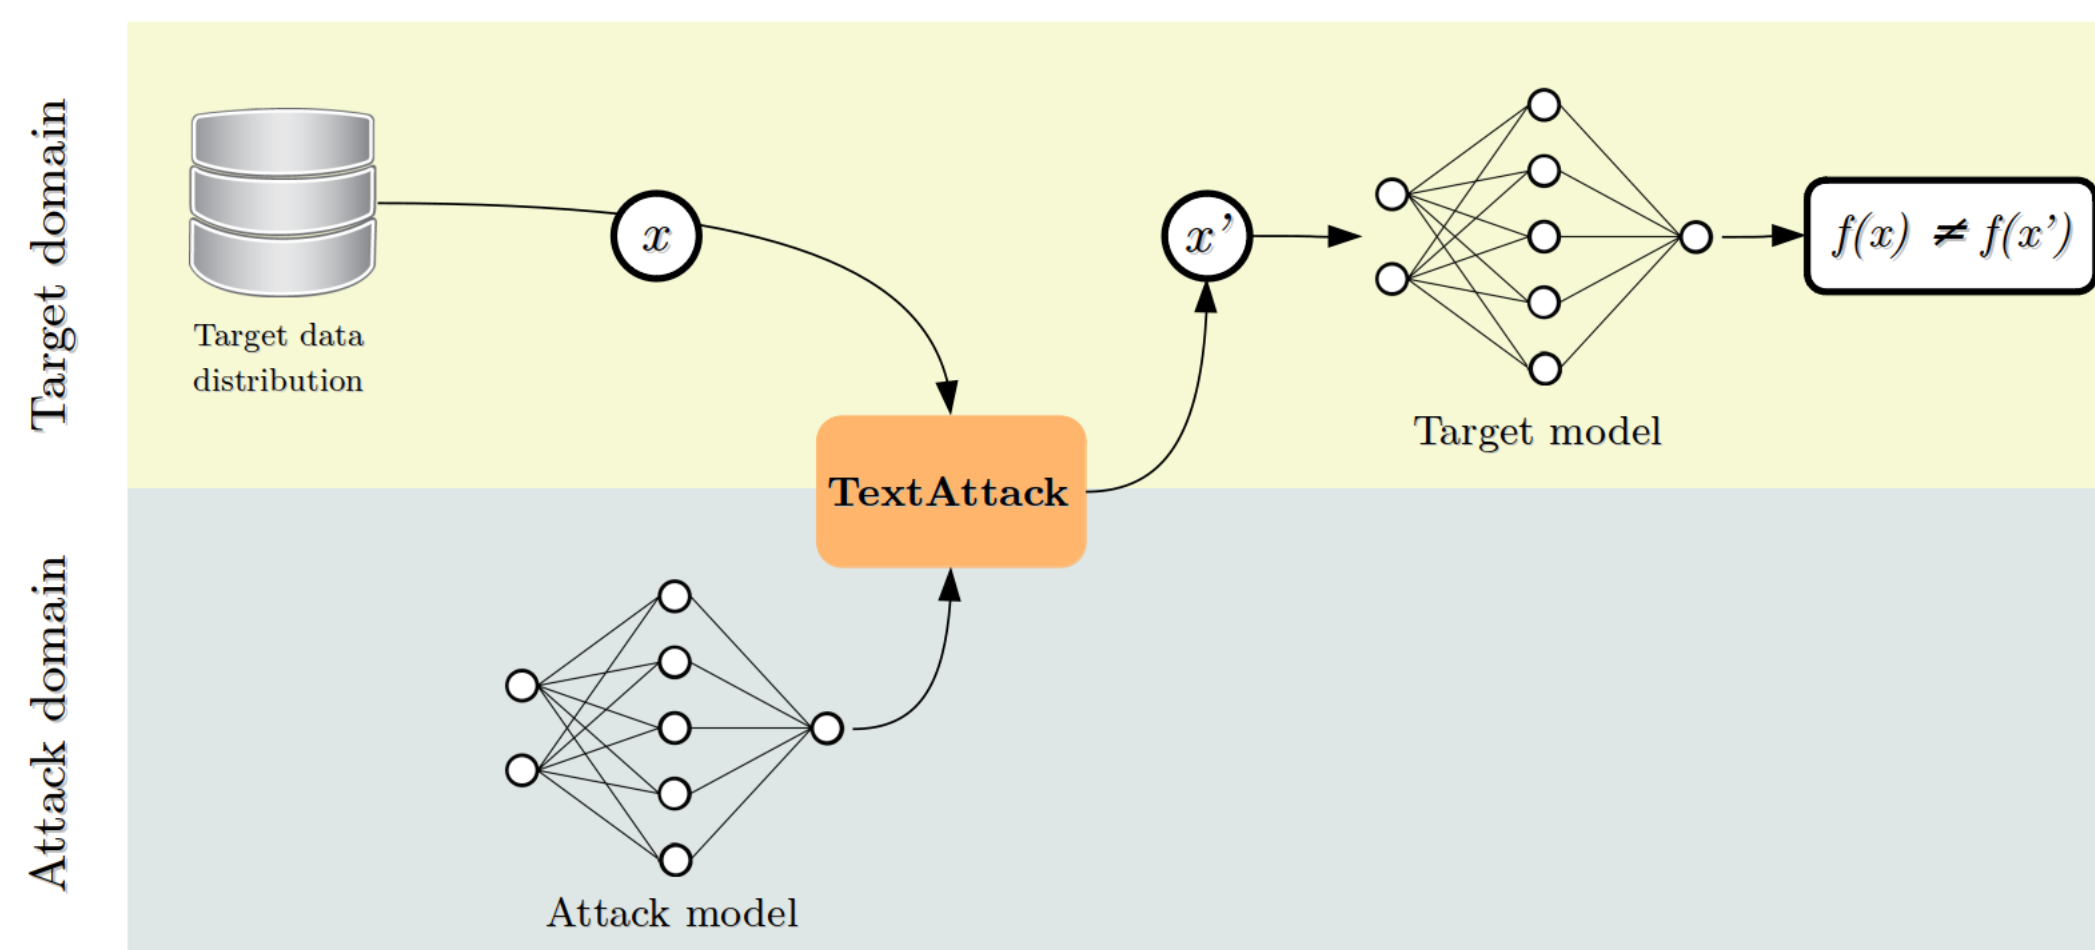 Target domain
Target data
distribution
x
x’
Target model
f(x) ≠ f(x’)
TextAttack
Attack domain
Attack model